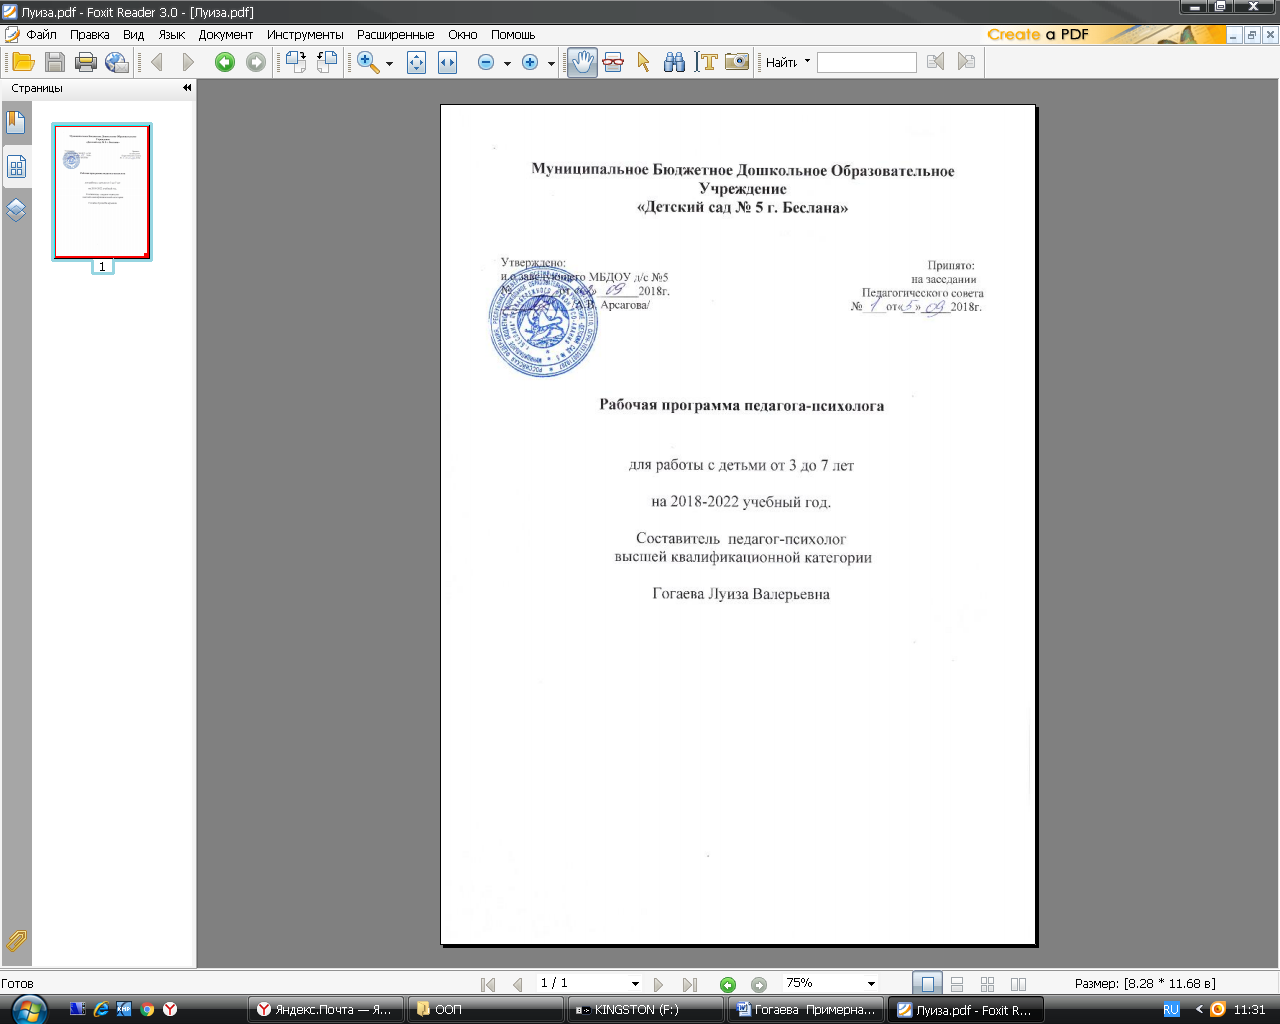 Луиза.pdf - Foxit Reader 3.0 - [Луиза.pdf]
Файл Правка Вид Язык Документ Инструменты Расширенные Окно Помощь
Create a PDF
Найти
Страницы
1
Муниципальное Бюджетное Дошкольное Образовательное
Учреждение
«Детский сад № 5 г. Беслана»
Утверждено:
и.о заведующего МБДОУ д/с №5
09 2018г.
А.В. Арсагова/
Принято:
на заседании
Педагогического совета
№ 1 от«5» 09 2018г.
Рабочая программа педагога-психолога
для работы с детьми от 3 до 7 лет
на 2018-2022 учебный год.
Составитель педагог-психолог
высшей квалификационной категории
Гогаева Луиза Валерьевна
Готов
1 / 1
75%
Размер: [8.28 * 11.68 в]
Яндекс.Почта — Я...
ООП
KINGSTON (F:)
Гогаева Примерна...
Луиза.pdf - Foxit R...
RU
11:31